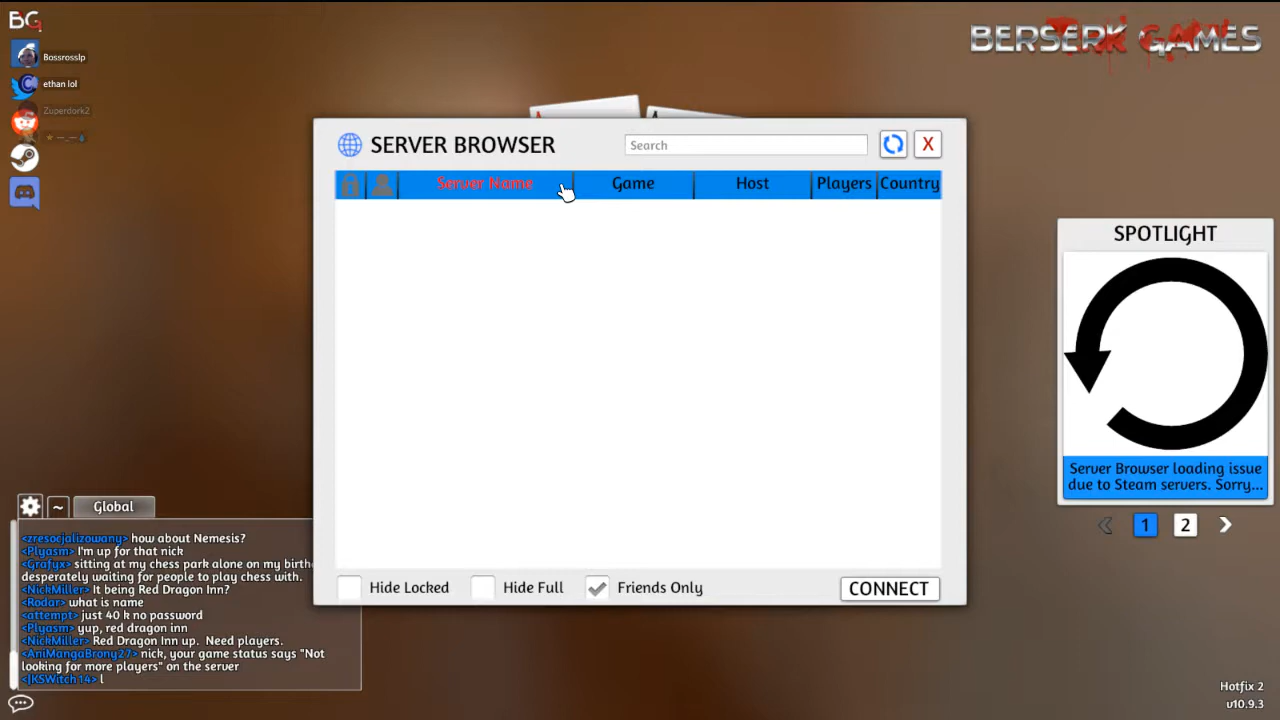 BG
BERSERK GAMES
Bossrosslp
ethan lol
Zuperdork2
SERVER BROWSER
Search
X
Server Name
Game
Host
Players
Country
SPOTLIGHT
Server Browser loading issue
due to Steam servers. Sorry...
1
2
~
Global
<zresocjalizowany> how about Nemesis?
<Plyasm> I'm up for that nick
<Grafyx> sitting at my chess park alone on my birth
desperately waiting for people to play chess with.
<NickMiller> It being Red Dragon Inn?
<Rodar> what is name
<attempt> just 40 k no password
<Plyasm> yup, red dragon inn
<NickMiller> Red Dragon Inn up. Need players.
<AniMangaBrony27> nick, your game status says "Not
looking for more players" on the server
<[KSWitch14> l
Hide Locked
Hide Full
Friends Only
CONNECT
Hotfix 2
v10.9.3